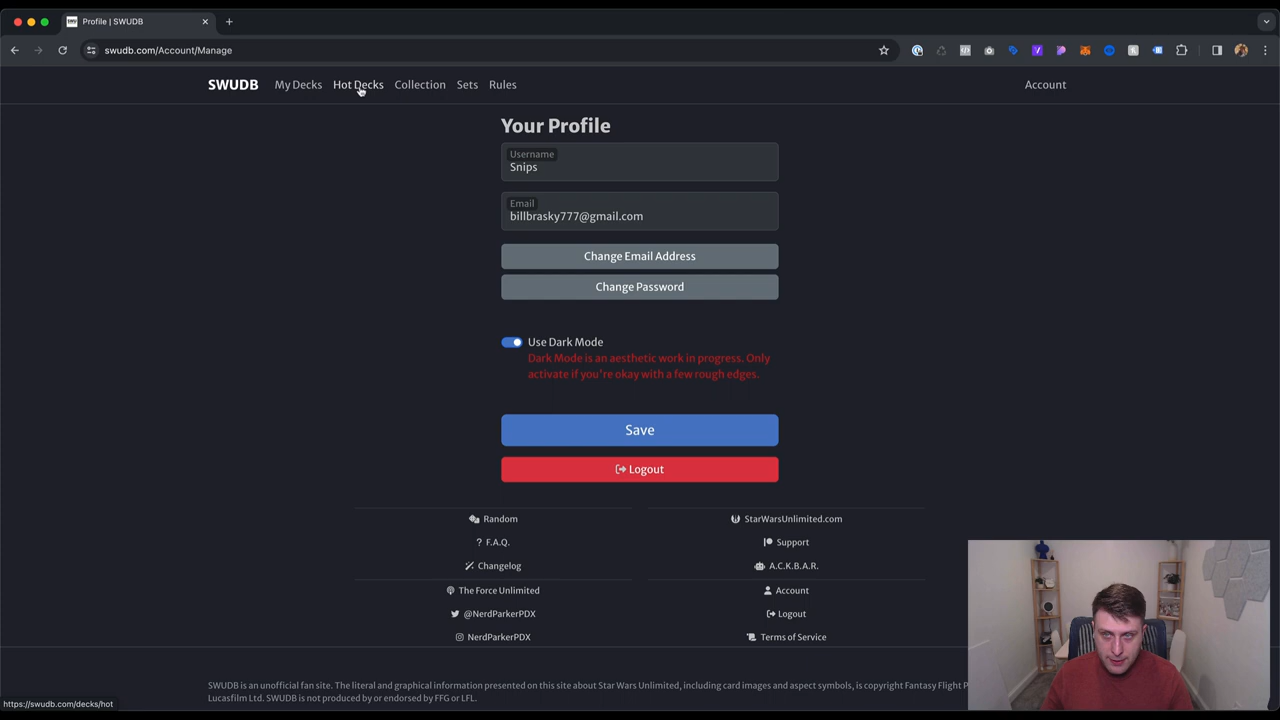 Profile | SWUDB
swudb.com/Account/Manage
SWUDB My Decks Hot Decks Collection Sets Rules Account
Your Profile
Username
Snips
Email
billbrasky777@gmail.com
Change Email Address
Change Password
Use Dark Mode
Dark Mode is an aesthetic work in progress. Only
activate if you're okay with a few rough edges.
Save
Logout
Random
StarWarsUnlimited.com
F.A.Q.
Support
Changelog
A.C.K.B.A.R.
The Force Unlimited
Account
@NerdParkerPDX
Logout
NerdParkerPDX
Terms of Service
SWUDB is an unofficial fan site. The literal and graphical information presented on this site about Star Wars Unlimited, including card images and aspect symbols, is copyright Fantasy Flight P
Lucasfilm Ltd. SWUDB is not produced by or endorsed by FFG or LFL.
https://swudb.com/decks/hot